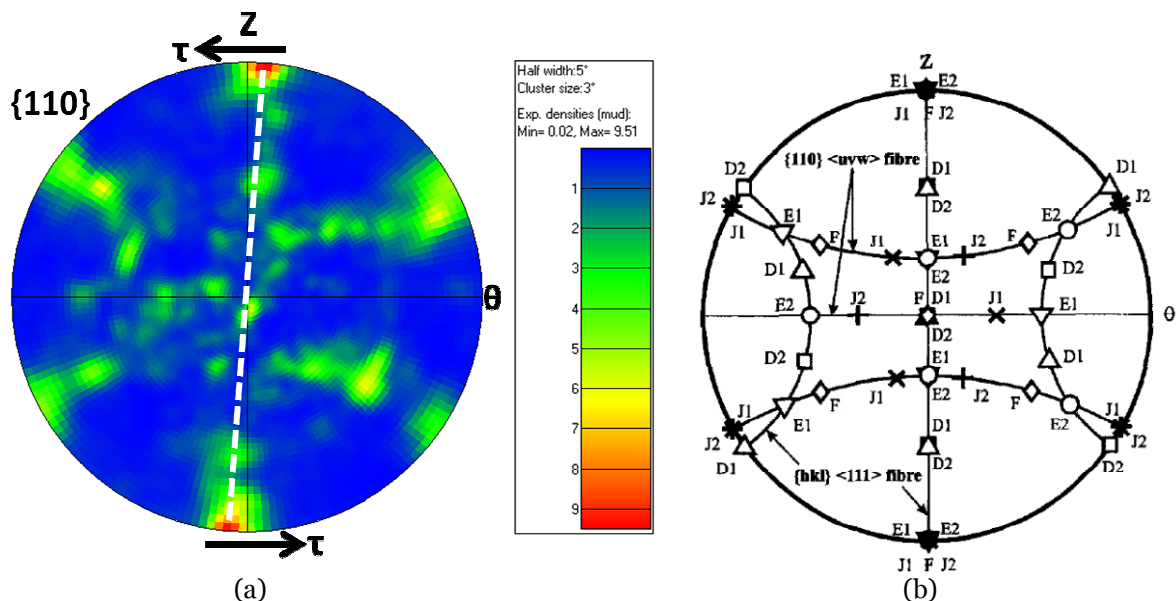 Z
τ
{110}
θ
τ
(a)
Half width:5°
Cluster size:3°
Exp. densities (mud):
Min= 0.02, Max= 9.51
1
2
3
4
5
6
7
8
9
Z
E1 E2
J1 F J2
{110} <uvw> fibre
D2 D1 D1
J2 D2 J2
J1 E1 F J1 E1 J2 F E2 J1
E2
D1 D2
E2 J2 F D1 J1 E1 θ
D2
D2 E1 D1
J1 E1 F J1 E2 J2 F E2 J1
J2 D1 J2
D1 D2 D2
{hkl} <111> fibre
E1 E2
J1 F J2
(b)